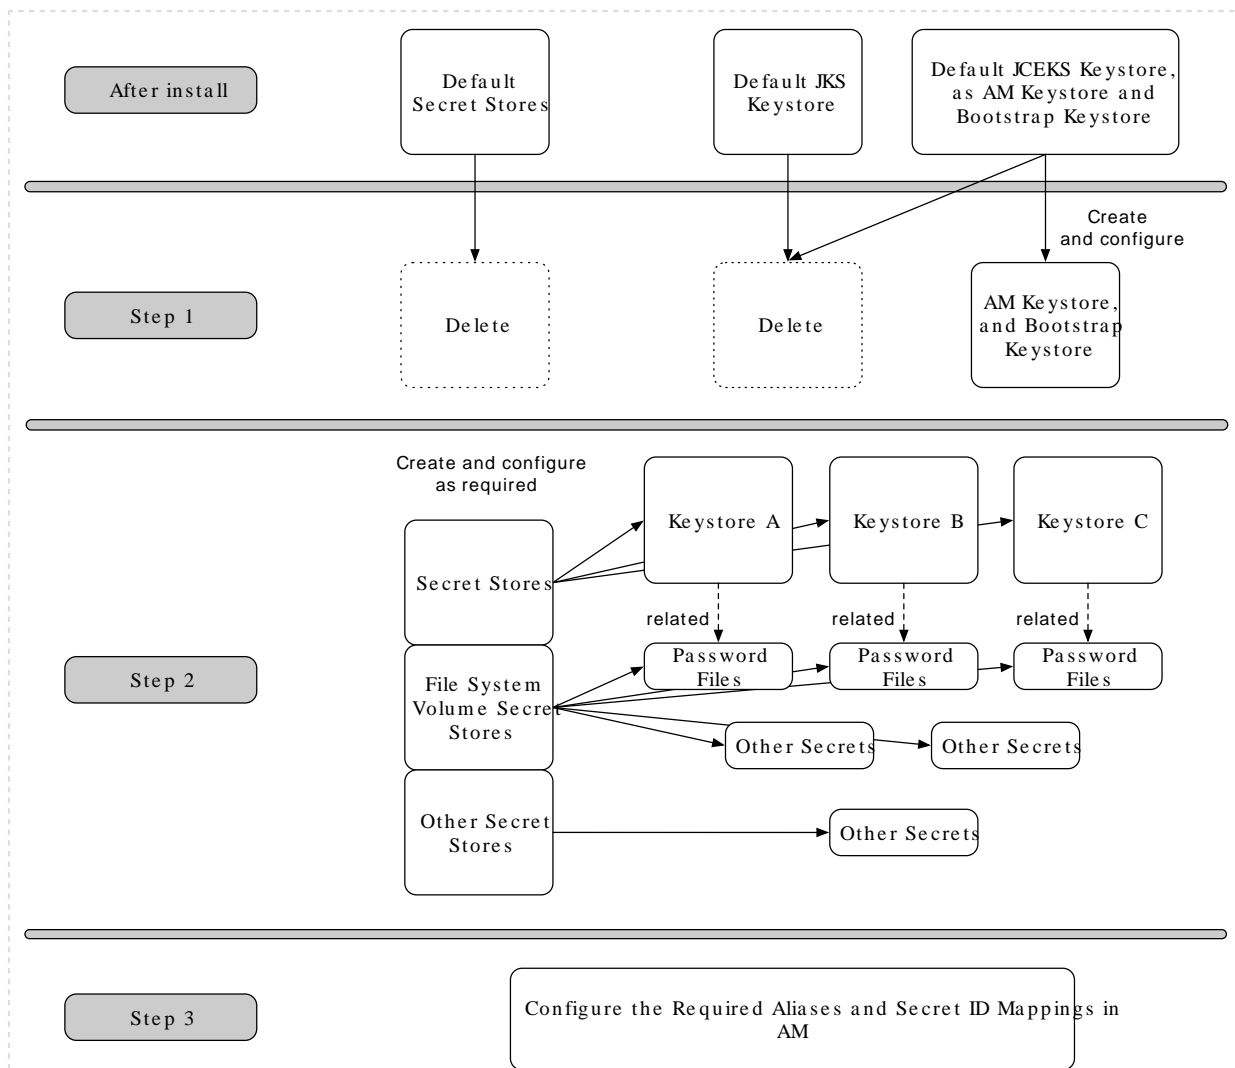 After install
Default
Secret Stores
Default JKS
Keystore
Default JCEKS Keystore,
as AM Keystore and
Bootstrap Keystore
Create
and configure
Step 1
Delete
Delete
AM Keystore,
and Bootstrap
Keystore
Create and configure
as required
Keystore A
Keystore B
Keystore C
Secret Stores
related
related
related
Step 2
File System
Volume Secret
Stores
Password
Files
Password
Files
Password
Files
Other Secrets
Other Secrets
Other Secret
Stores
Other Secrets
Step 3
Configure the Required Aliases and Secret ID Mappings in
AM